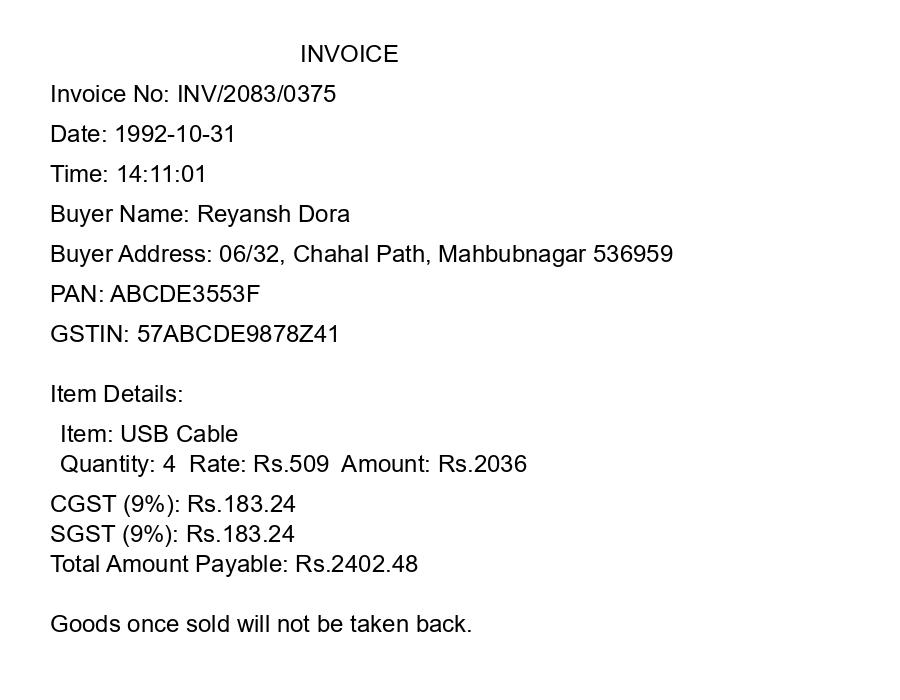 INVOICE
Invoice No: INV/2083/0375
Date: 1992-10-31
Time: 14:11:01
Buyer Name: Reyansh Dora
Buyer Address: 06/32, Chahal Path, Mahbubnagar 536959
PAN: ABCDE3553F
GSTIN: 57ABCDE9878Z41
Item Details:
Item: USB Cable
Quantity: 4  Rate: Rs.509  Amount: Rs.2036
CGST (9%): Rs.183.24
SGST (9%): Rs.183.24
Total Amount Payable: Rs.2402.48
Goods once sold will not be taken back.